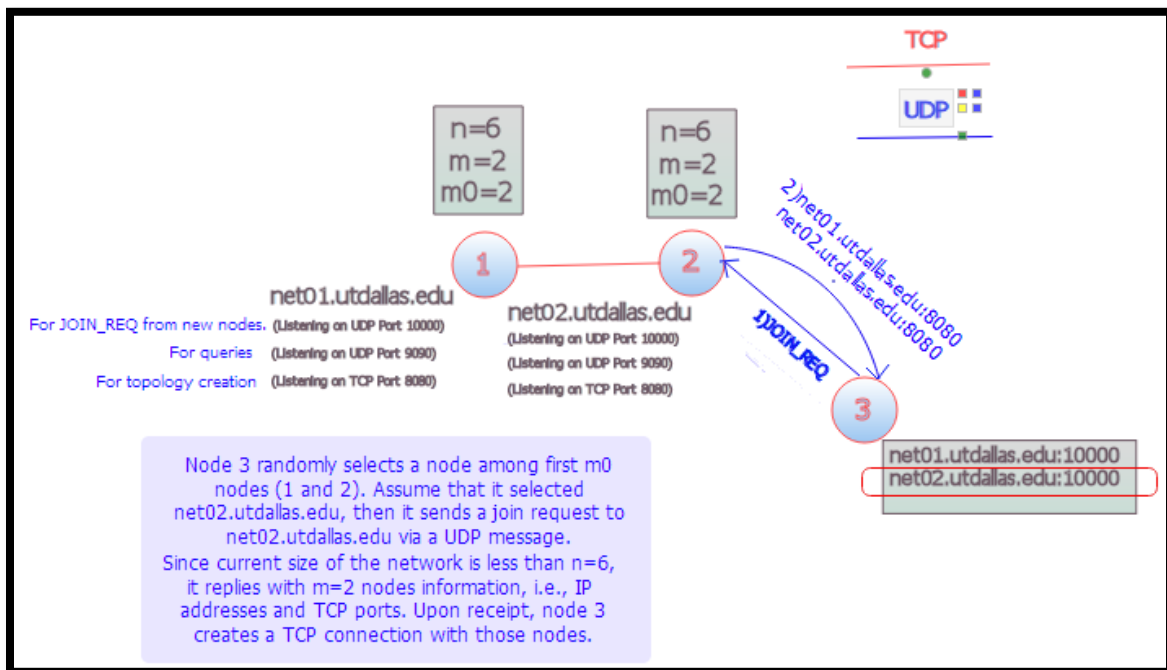 TCP
UDP
n=6
m=2
m0=2
n=6
m=2
m0=2
1
2
2)net01.utdallas.edu:8080
net02.utdallas.edu:8080
1)JOIN_REQ
3
net01.utdallas.edu
For JOIN_REQ from new nodes. (Listening on UDP Port 10000)
For queries (Listening on UDP Port 9090)
For topology creation (Listening on TCP Port 8080)
net02.utdallas.edu
(Listening on UDP Port 10000)
(Listening on UDP Port 9090)
(Listening on TCP Port 8080)
net01.utdallas.edu:10000
net02.utdallas.edu:10000
Node 3 randomly selects a node among first m0
nodes (1 and 2). Assume that it selected
net02.utdallas.edu, then it sends a join request to
net02.utdallas.edu via a UDP message.
Since current size of the network is less than n=6,
it replies with m=2 nodes information, i.e., IP
addresses and TCP ports. Upon receipt, node 3
creates a TCP connection with those nodes.